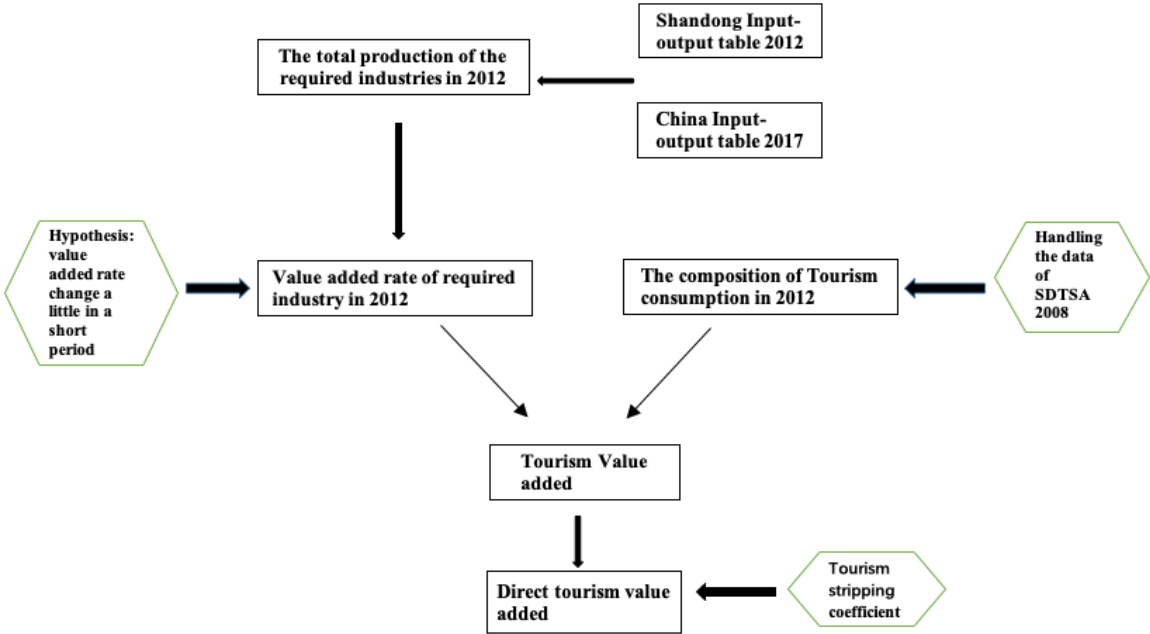 Shandong Input-
output table 2012
The total production of the
required industries in 2012
China Input-
output table 2017
Hypothesis:
value
added rate
change a
little in a
short
period
Value added rate of required
industry in 2012
The composition of Tourism
consumption in 2012
Handling
the data
of
SDTSA
2008
Tourism Value
added
Direct tourism value
added
Tourism
stripping
coefficient